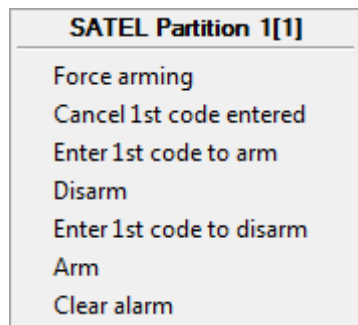 SATEL Partition 1[1]
Force arming
Cancel 1st code entered
Enter 1st code to arm
Disarm
Enter 1st code to disarm
Arm
Clear alarm